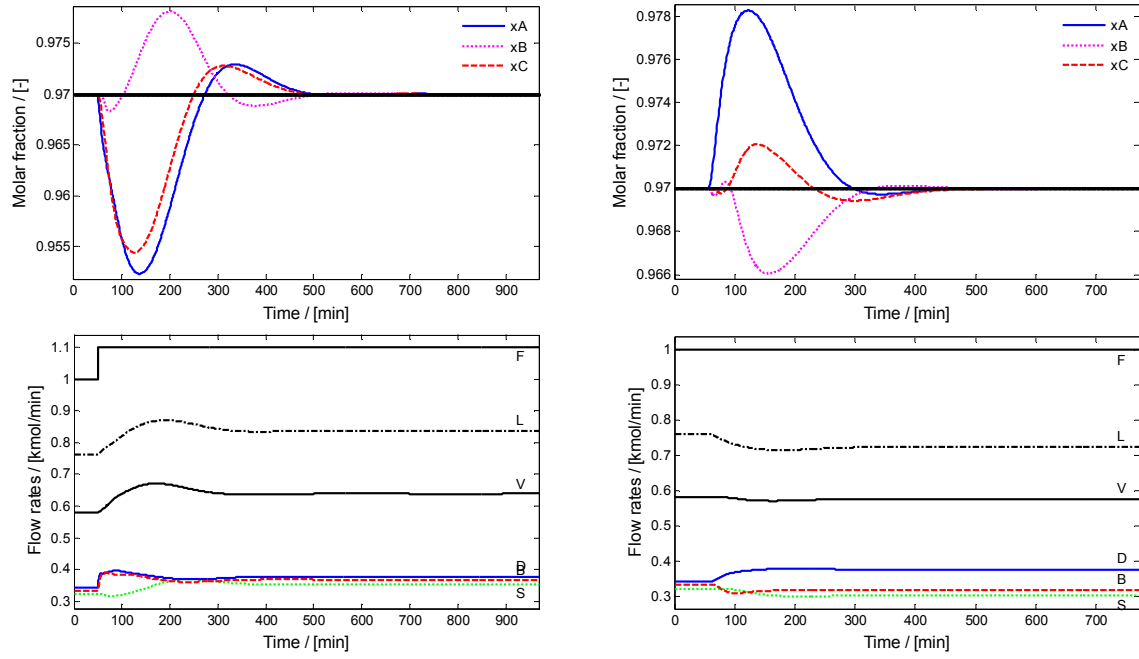 0.975
0.97
0.965
0.96
0.955
Molar fraction / [-]
xA
xB
xC
0 100 200 300 400 500 600 700 800 900
Time / [min]
0.978
0.976
0.974
0.972
0.97
0.968
0.966
Molar fraction / [-]
xA
xB
xC
0 100 200 300 400 500 600 700
Time / [min]
1.1
1
0.9
0.8
0.7
0.6
0.5
0.4
0.3
Flow rates / [kmol/min]
F
L
V
D
B
S
0 100 200 300 400 500 600 700 800 900
Time / [min]
1
0.9
0.8
0.7
0.6
0.5
0.4
0.3
Flow rates / [kmol/min]
F
L
V
D
B
S
0 100 200 300 400 500 600 700
Time / [min]